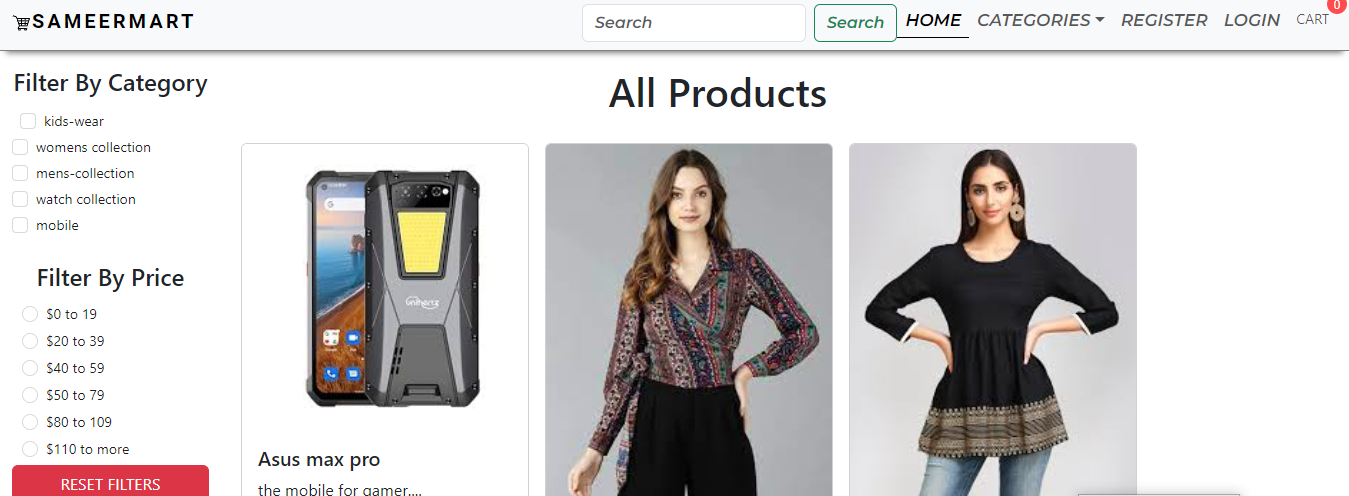 SAMEERMART
Search
Search
HOME
CATEGORIES
REGISTER
LOGIN
CART
0
Filter By Category
kids-wear
womens collection
mens-collection
watch collection
mobile
Filter By Price
$0 to 19
$20 to 39
$40 to 59
$50 to 79
$80 to 109
$110 to more
RESET FILTERS
All Products
unihertz
Asus max pro
the mobile for gamer....